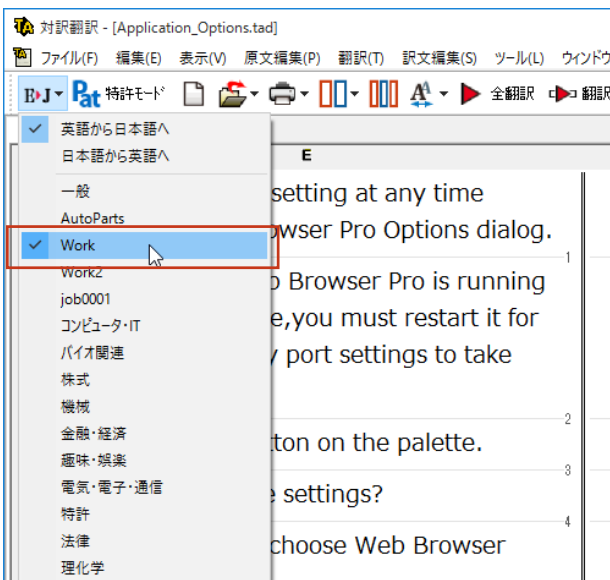 対訳翻訳 - [Application_Options.tad]
ファイル(F) 編集(E) 表示(V) 原文編集(P) 翻訳(T) 訳文編集(S) ツール(L) ウィンドウ
E▸J Pat 特許モード 全翻訳 翻訳
英語から日本語へ
日本語から英語へ
一般
AutoParts
Work
Work2
job0001
コンピュータ・IT
バイオ関連
株式
機械
金融・経済
趣味・娯楽
電気・電子・通信
特許
法律
理化学
E
setting at any time
owser Pro Options dialog.
1
b Browser Pro is running
e,you must restart it for
y port settings to take
2
tton on the palette.
3
e settings?
4
choose Web Browser